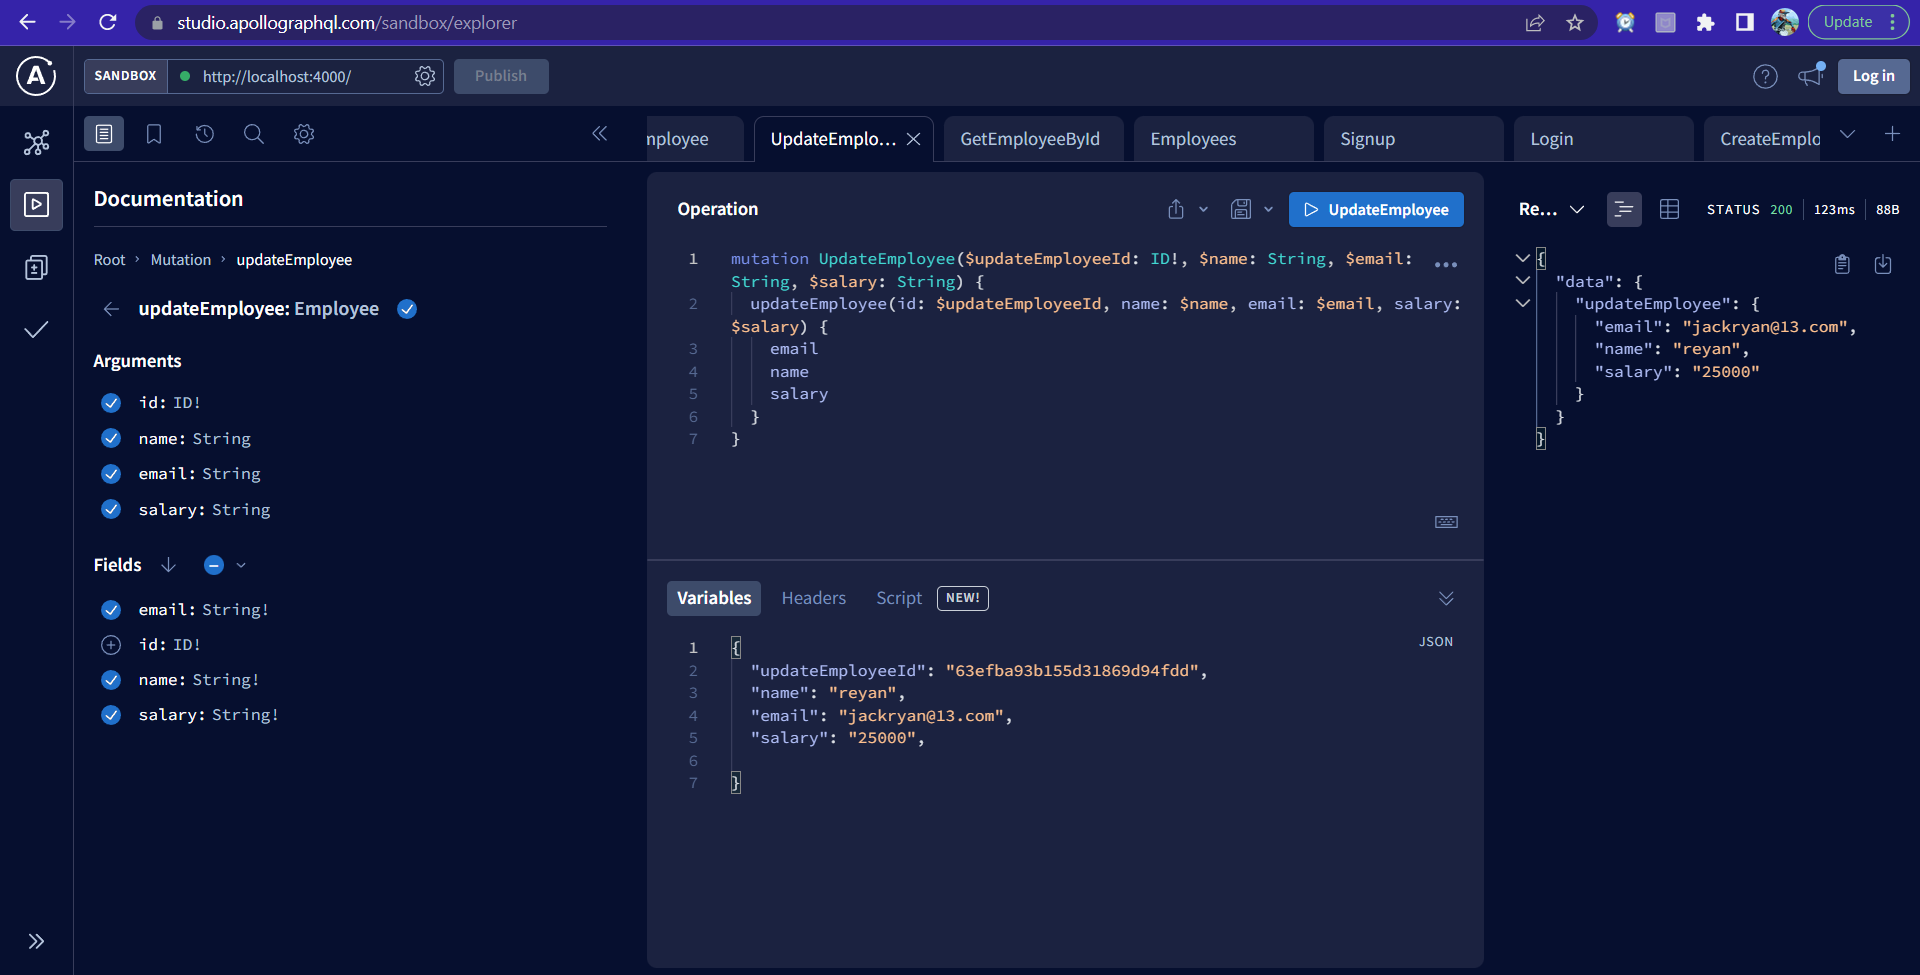 studio.apollographql.com/sandbox/explorer
Update
SANDBOX
http://localhost:4000/
Publish
Log in
mployee
UpdateEmplo...
GetEmployeeById
Employees
Signup
Login
CreateEmplo
Documentation
Root › Mutation › updateEmployee
updateEmployee: Employee
Arguments
id: ID!
name: String
email: String
salary: String
Fields
email: String!
id: ID!
name: String!
salary: String!
Operation
UpdateEmployee
1 mutation UpdateEmployee($updateEmployeeId: ID!, $name: String, $email:
String, $salary: String) {
2 updateEmployee(id: $updateEmployeeId, name: $name, email: $email, salary:
$salary) {
3 email
4 name
5 salary
6 }
7 }
Variables
Headers
Script
NEW!
JSON
1 {
2 "updateEmployeeId": "63efba93b155d31869d94fdd",
3 "name": "reyan",
4 "email": "jackryan@13.com",
5 "salary": "25000",
6
7 }
Re...
STATUS 200
123ms
88B
{
"data": {
"updateEmployee": {
"email": "jackryan@13.com",
"name": "reyan",
"salary": "25000"
}
}
}